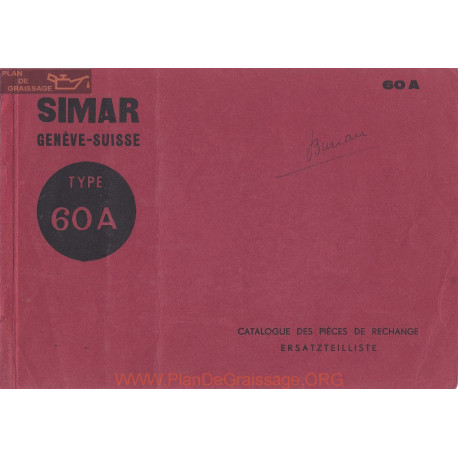 PLAN DE GRAISSAGE
60 A
SIMAR
GENÈVE-SUISSE
TYPE
60 A
CATALOGUE DES PIÈCES DE RECHANGE
ERSATZTEILLISTE
www.PlanDeGraissage.ORG